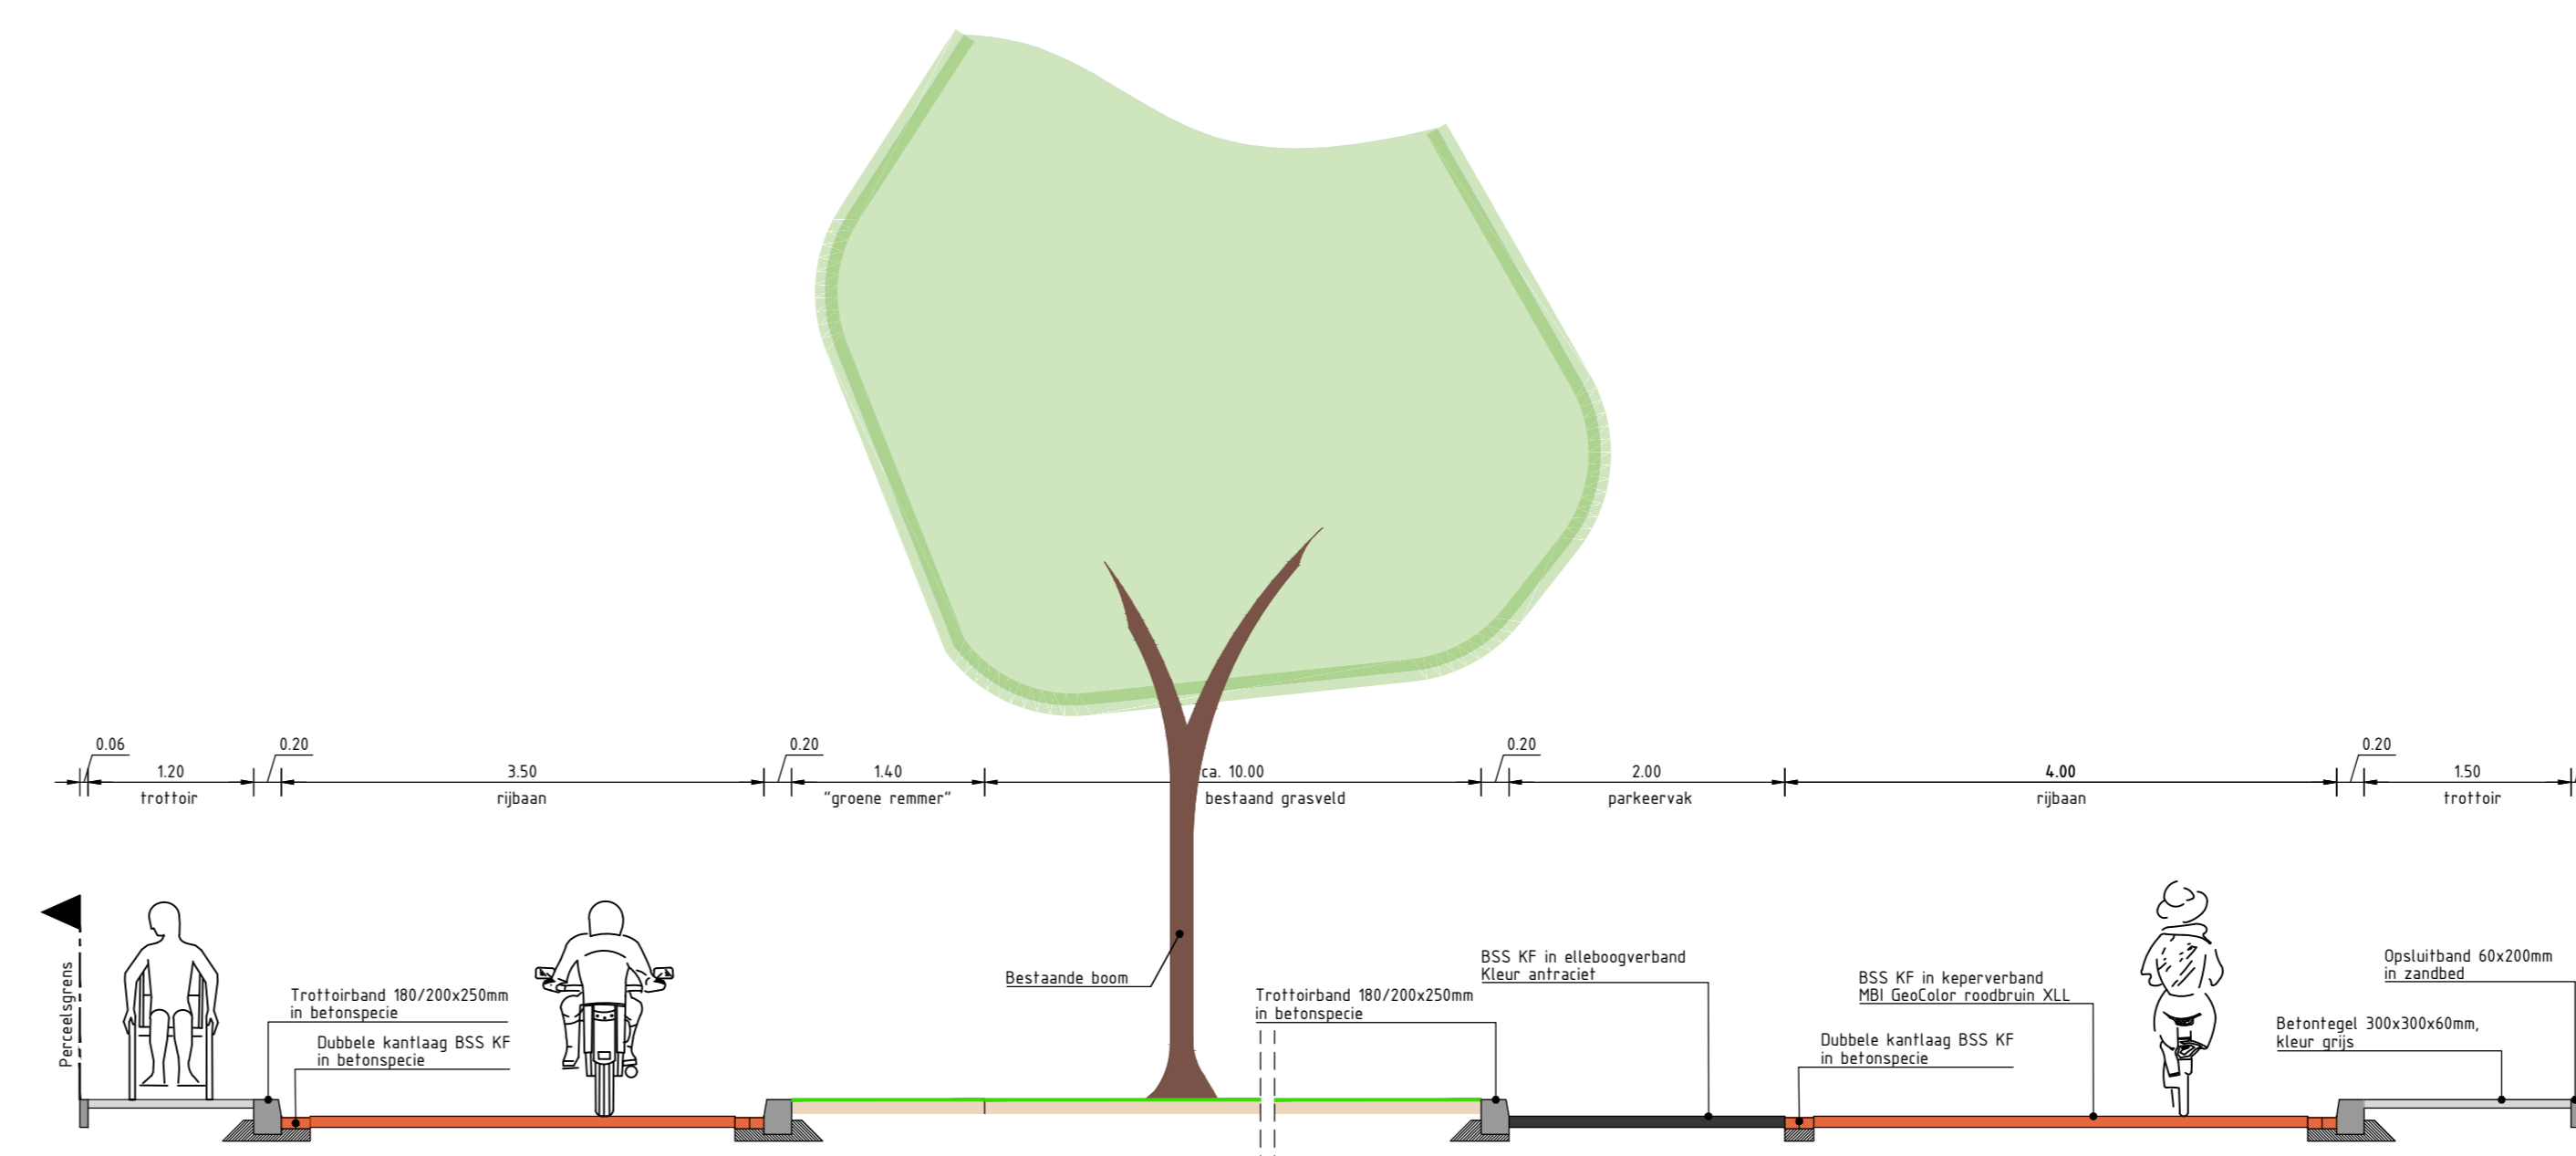 0.06
0.20
0.20
0.20
0.20
1.20
3.50
1.40
ca. 10.00
2.00
4.00
1.50
trottoir
rijbaan
"groene remmer"
bestaand grasveld
parkeervak
rijbaan
trottoir
Perceelsgrens
Trottoirband 180/200x250mm
in betonspecie
Dubbele kantlaag BSS KF
in betonspecie
Bestaande boom
Trottoirband 180/200x250mm
in betonspecie
BSS KF in elleboogverband
Kleur antraciet
BSS KF in keperverband
MBI GeoColor roodbruin XLL
Dubbele kantlaag BSS KF
in betonspecie
Opsluitband 60x200mm
in zandbed
Betontegel 300x300x60mm,
kleur grijs